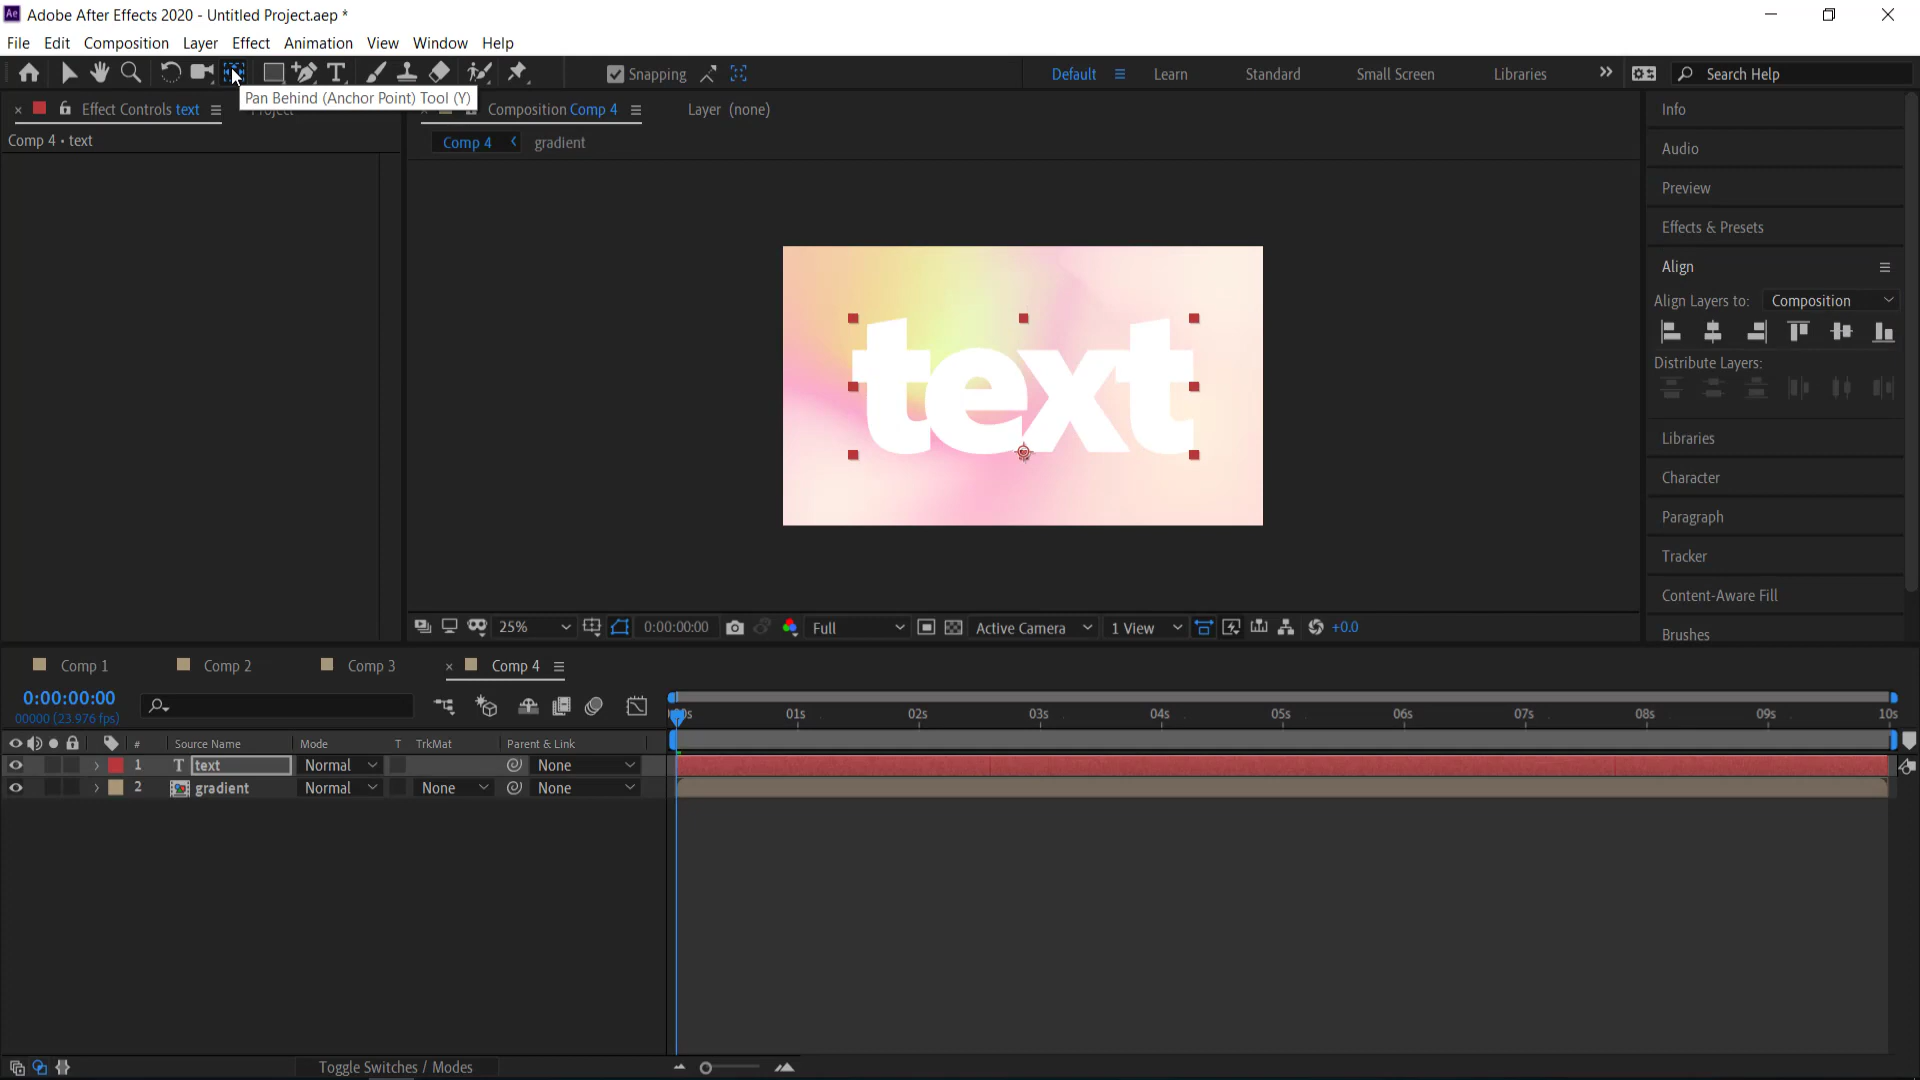 Ae Adobe After Effects 2020 - Untitled Project.aep *
File Edit Composition Layer Effect Animation View Window Help
Snapping Default Learn Standard Small Screen Libraries Search Help
Pan Behind (Anchor Point) Tool (Y)
Effect Controls text Composition Comp 4 Layer (none)
Comp 4 • text
Comp 4 gradient
Info
Audio
Preview
Effects & Presets
Align
Align Layers to: Composition
Distribute Layers:
Libraries
Character
Paragraph
Tracker
Content-Aware Fill
Brushes
text
25% 0:00:00:00 Full Active Camera 1 View +0.0
Comp 1 Comp 2 Comp 3 Comp 4
0:00:00:00
00000 (23.976 fps)
01s 02s 03s 04s 05s 06s 07s 08s 09s 10s
# Source Name Mode T TrkMat Parent & Link
1 T text Normal None
2 gradient Normal None None
Toggle Switches / Modes